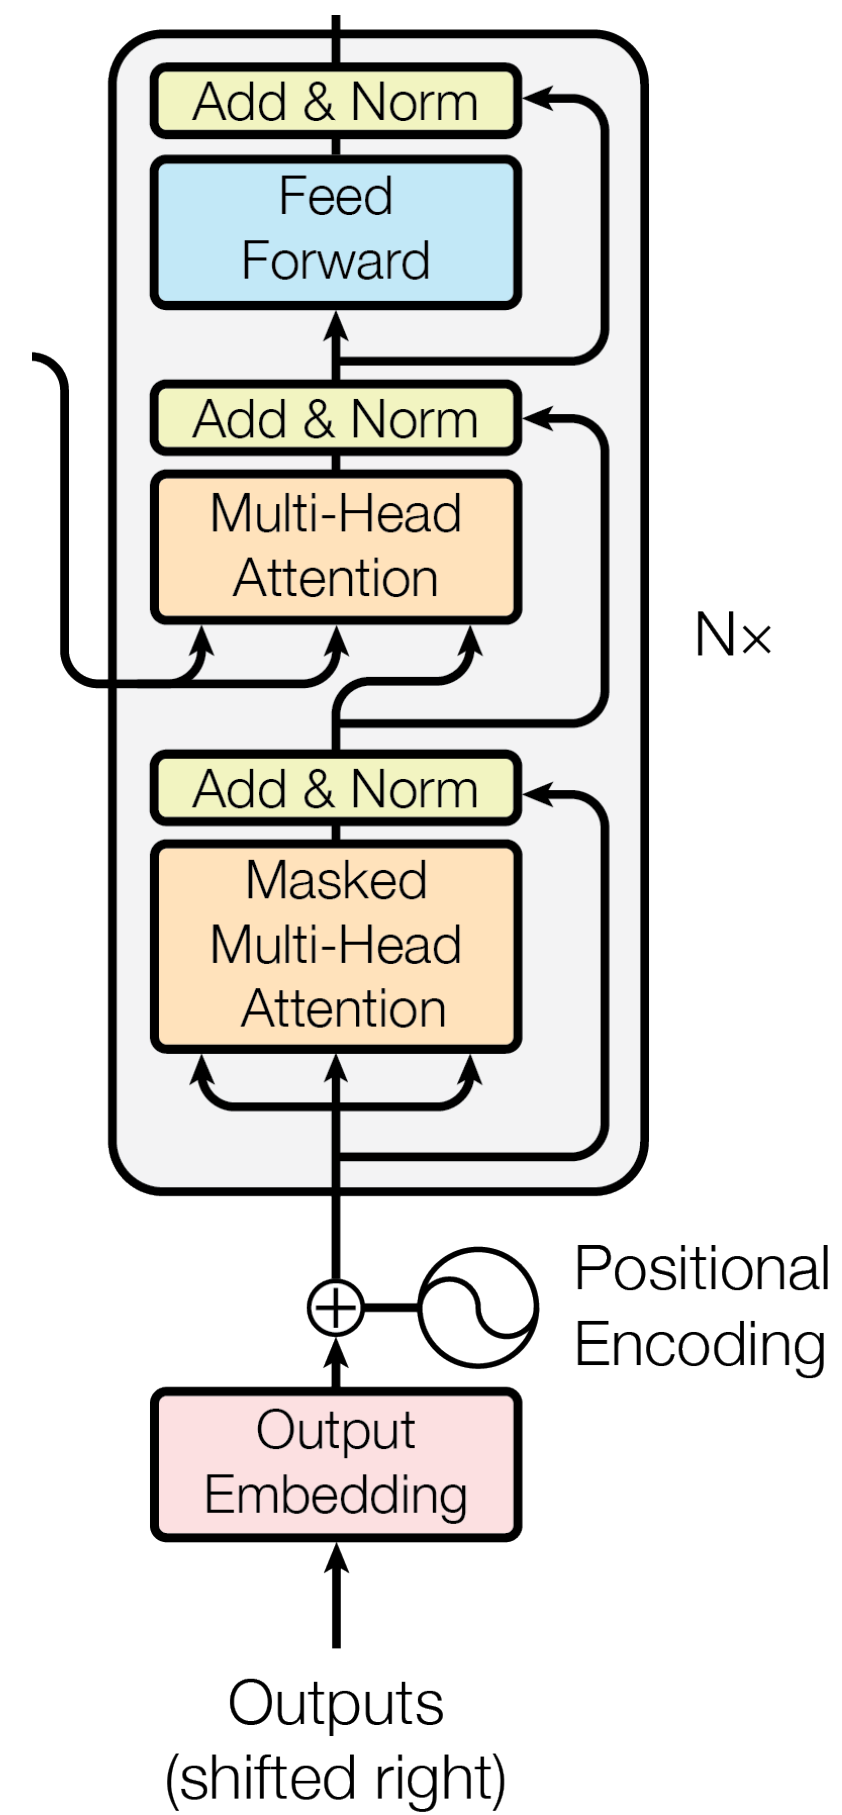 Add & Norm
Feed
Forward
Add & Norm
Multi-Head
Attention
N×
Add & Norm
Masked
Multi-Head
Attention
Positional
Encoding
Output
Embedding
Outputs
(shifted right)